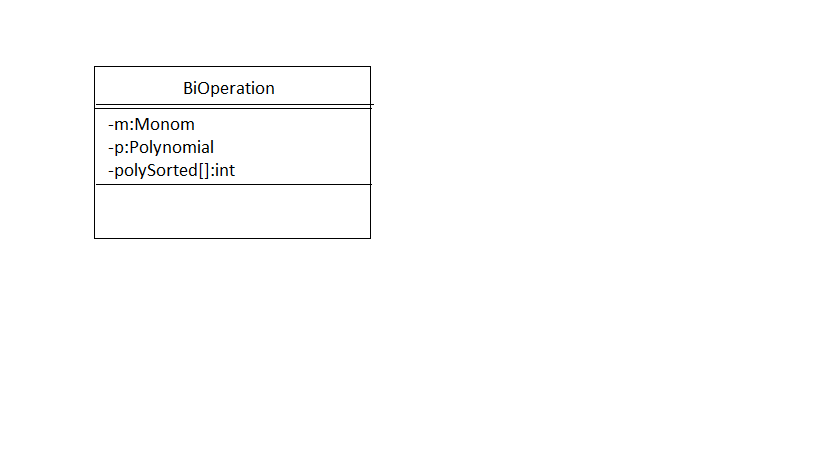 BiOperation
-m:Monom
-p:Polynomial
-polySorted[]:int